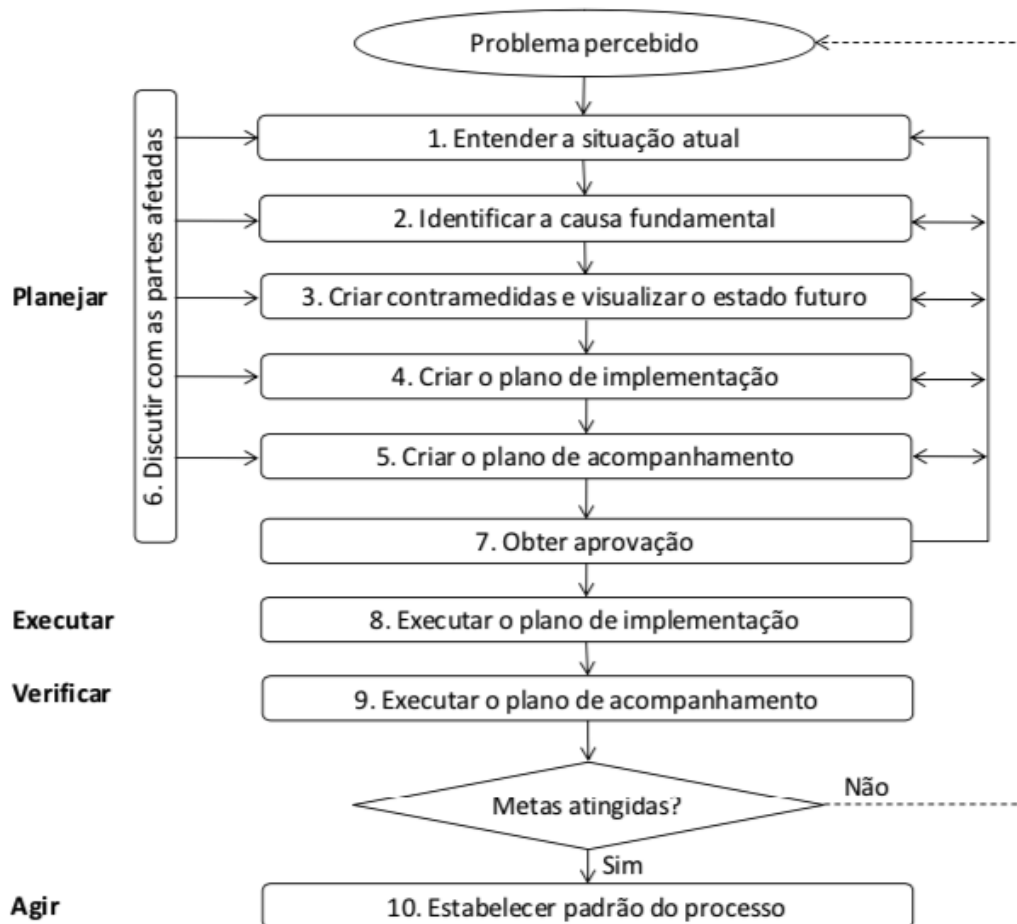 Problema percebido
1. Entender a situação atual
2. Identificar a causa fundamental
Planejar
6. Discutir com as partes afetadas
3. Criar contramedidas e visualizar o estado futuro
4. Criar o plano de implementação
5. Criar o plano de acompanhamento
7. Obter aprovação
Executar
8. Executar o plano de implementação
Verificar
9. Executar o plano de acompanhamento
Metas atingidas?
Não
Sim
Agir
10. Estabelecer padrão do processo